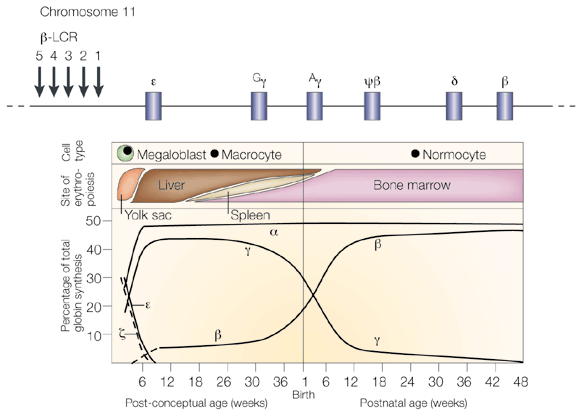 Chromosome 11
β-LCR
5 4 3 2 1
ε Gγ Aγ ψβ δ β
Cell type
Megaloblast Macrocyte Normocyte
Site of erythro-poiesis
Liver Bone marrow
Yolk sac Spleen
Percentage of total globin synthesis
50
40
30
20
10
α
γ β
ε
ζ
β γ
6 12 18 26 30 36 1 6 12 18 24 30 36 42 48
Birth
Post-conceptual age (weeks) Postnatal age (weeks)